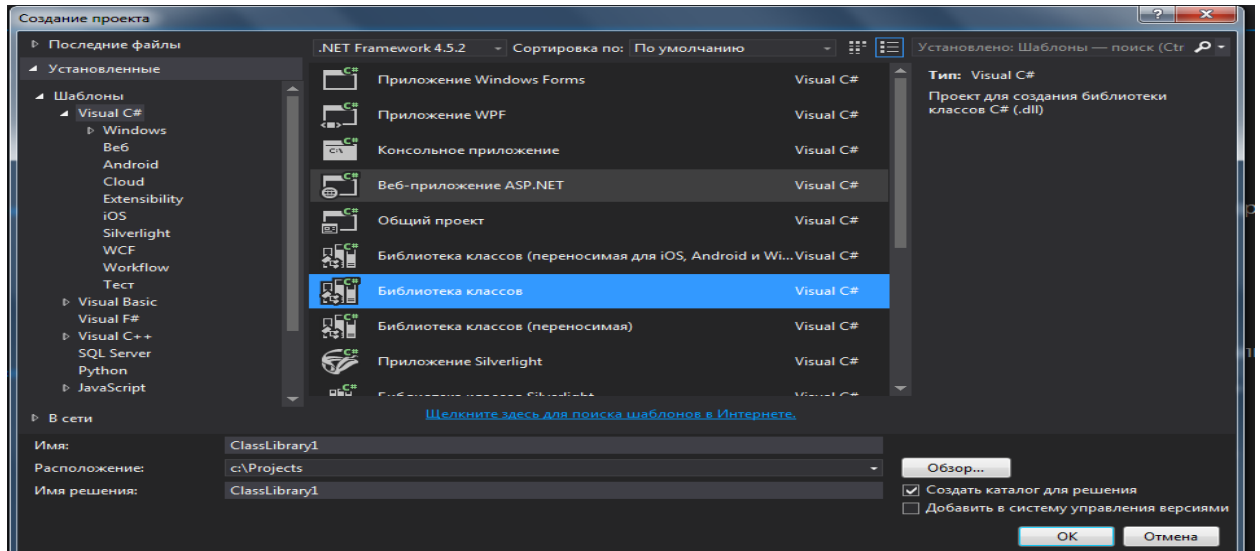 Создание проекта
Последние файлы
Установленные
Шаблоны
Visual C#
Windows
Веб
Android
Cloud
Extensibility
iOS
Silverlight
WCF
Workflow
Тест
Visual Basic
Visual F#
Visual C++
SQL Server
Python
JavaScript
В сети
.NET Framework 4.5.2
Сортировка по: По умолчанию
Установлено: Шаблоны — поиск (Ctr
Приложение Windows Forms Visual C#
Приложение WPF Visual C#
Консольное приложение Visual C#
Веб-приложение ASP.NET Visual C#
Общий проект Visual C#
Библиотека классов (переносимая для iOS, Android и Wi... Visual C#
Библиотека классов Visual C#
Библиотека классов (переносимая) Visual C#
Приложение Silverlight Visual C#
Щелкните здесь для поиска шаблонов в Интернете.
Тип: Visual C#
Проект для создания библиотеки
классов C# (.dll)
Имя: ClassLibrary1
Расположение: c:\Projects
Обзор...
Имя решения: ClassLibrary1
Создать каталог для решения
Добавить в систему управления версиями
OK Отмена